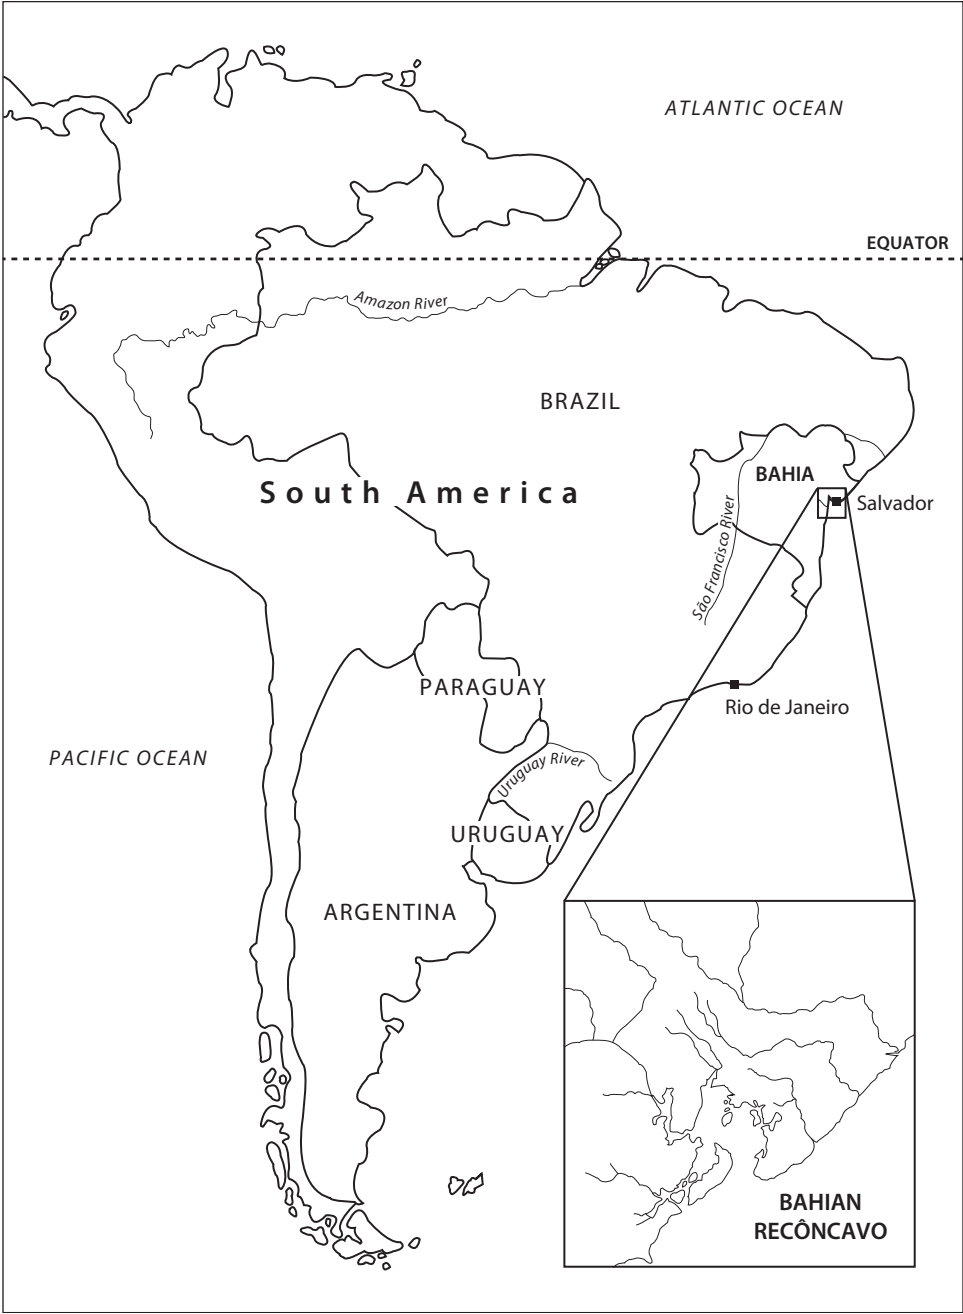 ATLANTIC OCEAN
EQUATOR
Amazon River
BRAZIL
BAHIA
South America
Salvador
São Francisco River
PARAGUAY
Rio de Janeiro
PACIFIC OCEAN
Uruguay River
URUGUAY
ARGENTINA
BAHIAN
RECÔNCAVO